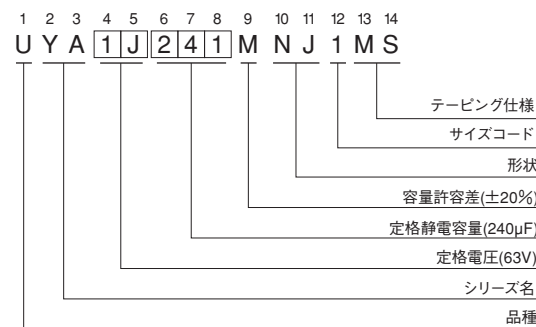 1 2 3 4 5 6 7 8 9 10 11 12 13 14
U Y A 1 J 2 4 1 M N J 1 M S
テーピング仕様
サイズコード
形状
容量許容差(±20%)
定格静電容量(240μF)
定格電圧(63V)
シリーズ名
品種